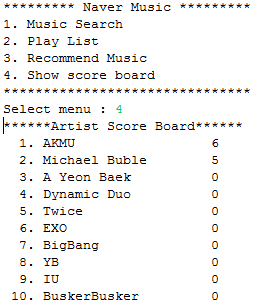 ********* Naver Music *********
1. Music Search
2. Play List
3. Recommend Music
4. Show score board
*******************************
Select menu : 4
******Artist Score Board******
1. AKMU 6
2. Michael Buble 5
3. A Yeon Baek 0
4. Dynamic Duo 0
5. Twice 0
6. EXO 0
7. BigBang 0
8. YB 0
9. IU 0
10. BuskerBusker 0